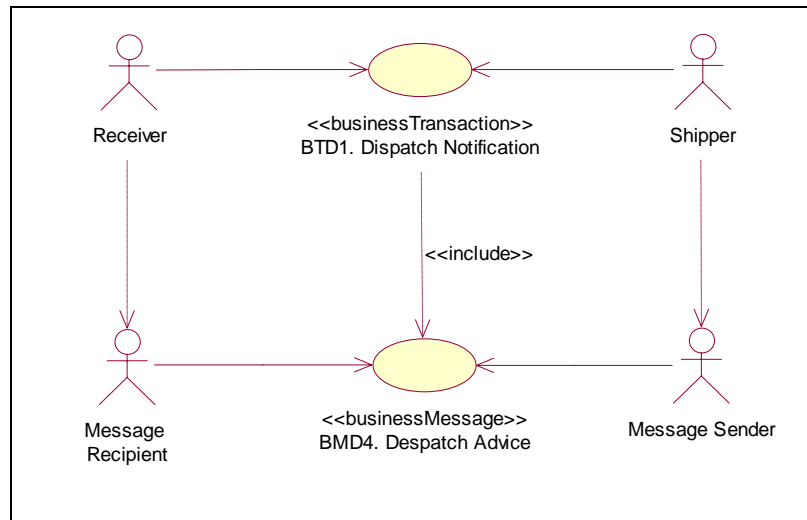 Receiver
<<businessTransaction>>
BTD1. Dispatch Notification
Shipper
<<include>>
Message
Recipient
<<businessMessage>>
BMD4. Despatch Advice
Message Sender